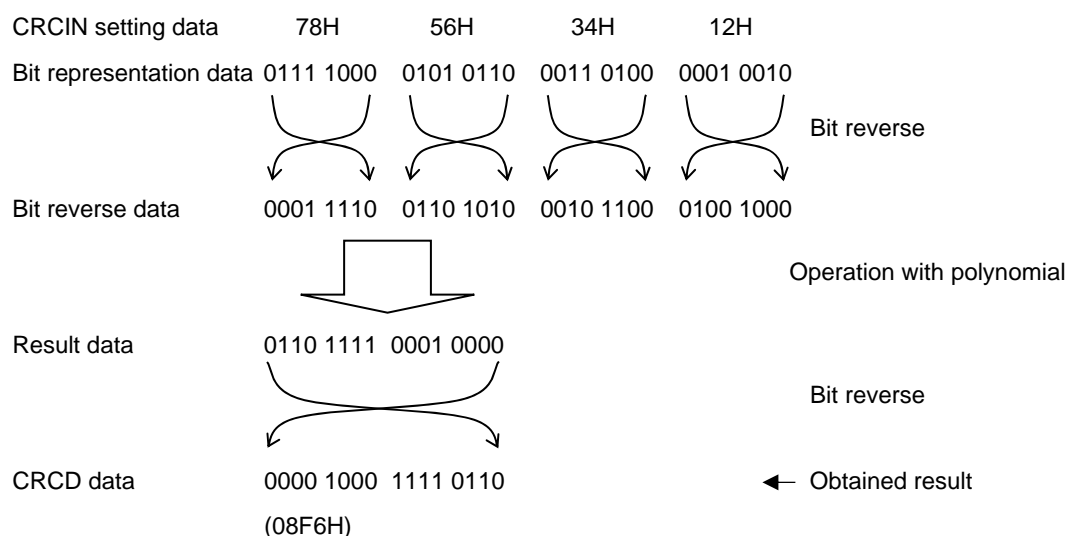 CRCIN setting data 78H 56H 34H 12H
Bit representation data 0111 1000 0101 0110 0011 0100 0001 0010
Bit reverse
Bit reverse data 0001 1110 0110 1010 0010 1100 0100 1000
Operation with polynomial
Result data 0110 1111 0001 0000
Bit reverse
CRCD data 0000 1000 1111 0110 Obtained result
(08F6H)